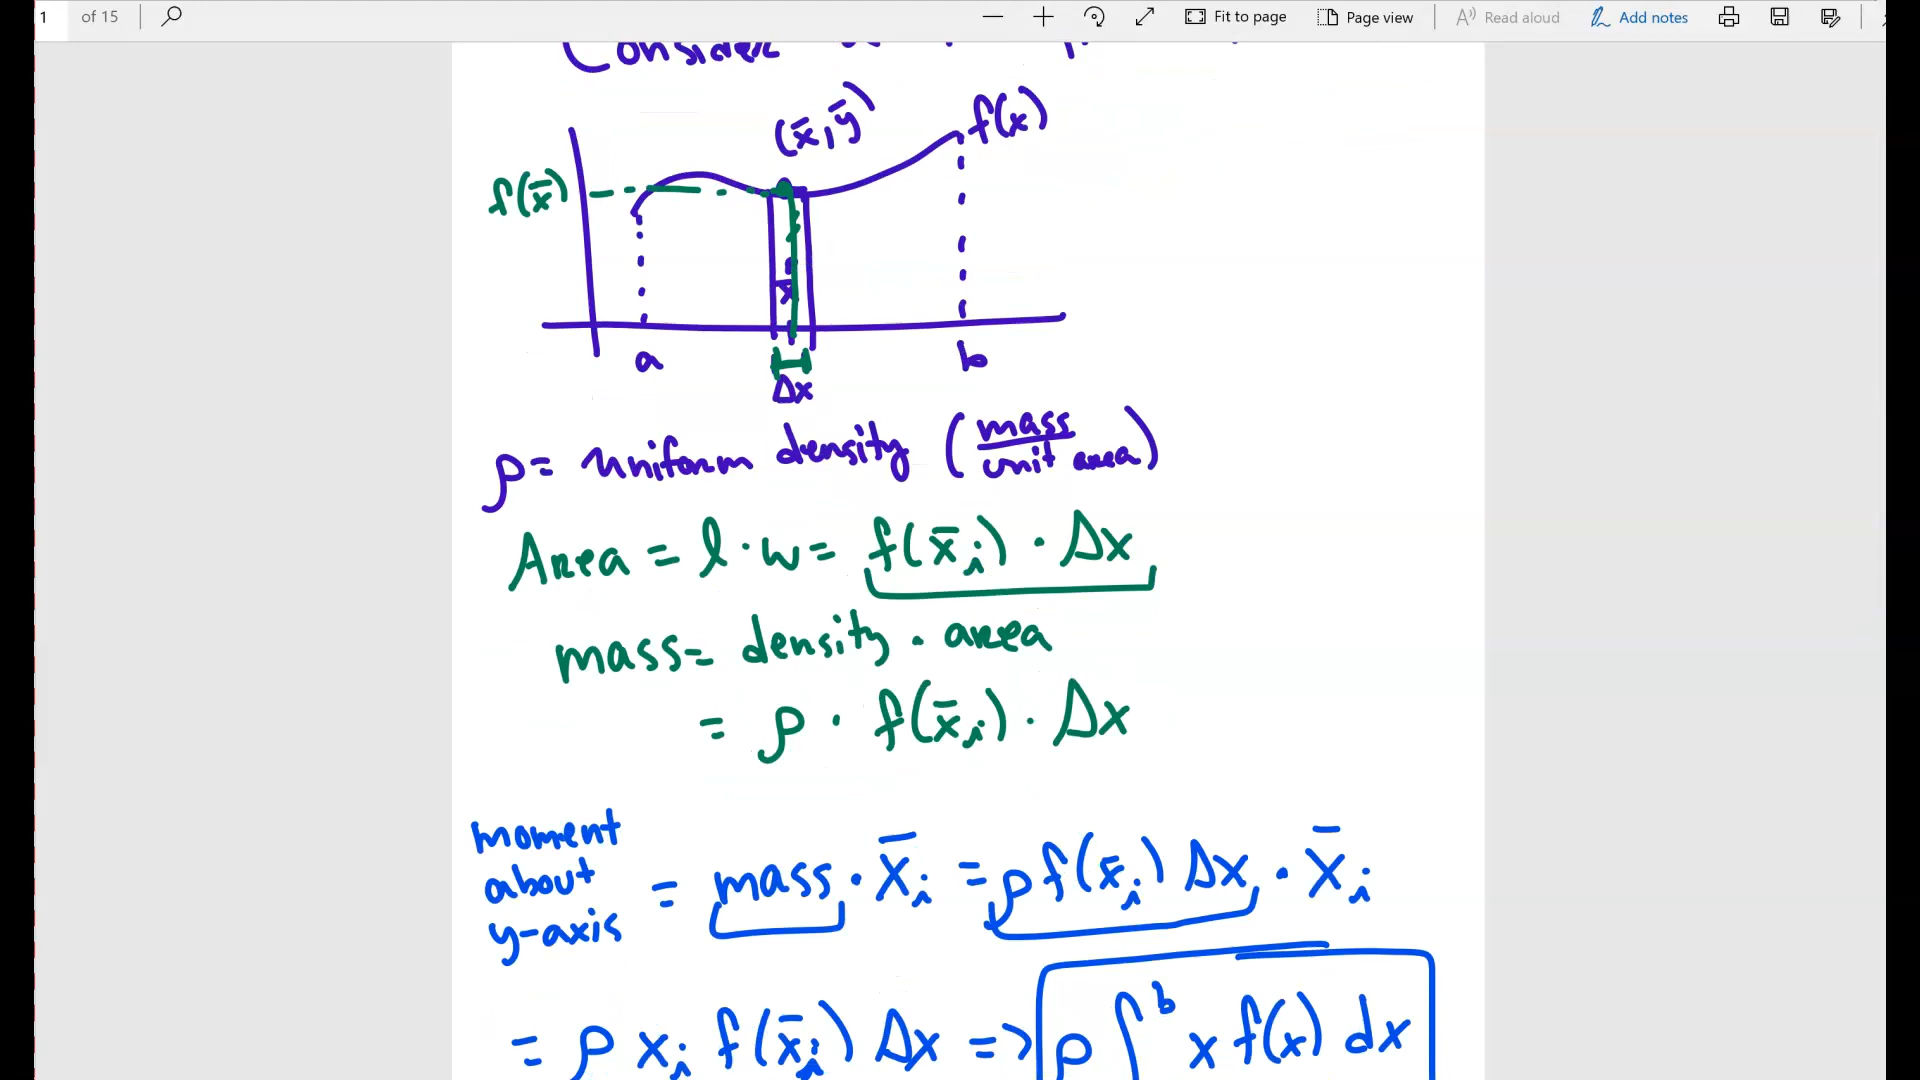 1 of 15 Fit to page Page view Read aloud Add notes
Consider
(x̄, ȳ) f(x)
f(x̄)
x̄
a b
Δx
ρ = uniform density (mass / unit area)
Area = l · w = f(x̄ᵢ) · Δx
mass = density · area
= ρ · f(x̄ᵢ) · Δx
moment
about
y-axis
= mass · x̄ᵢ = ρ f(x̄ᵢ) Δx · x̄ᵢ
= ρ xᵢ f(x̄ᵢ) Δx => ρ ∫ᵇ x f(x) dx